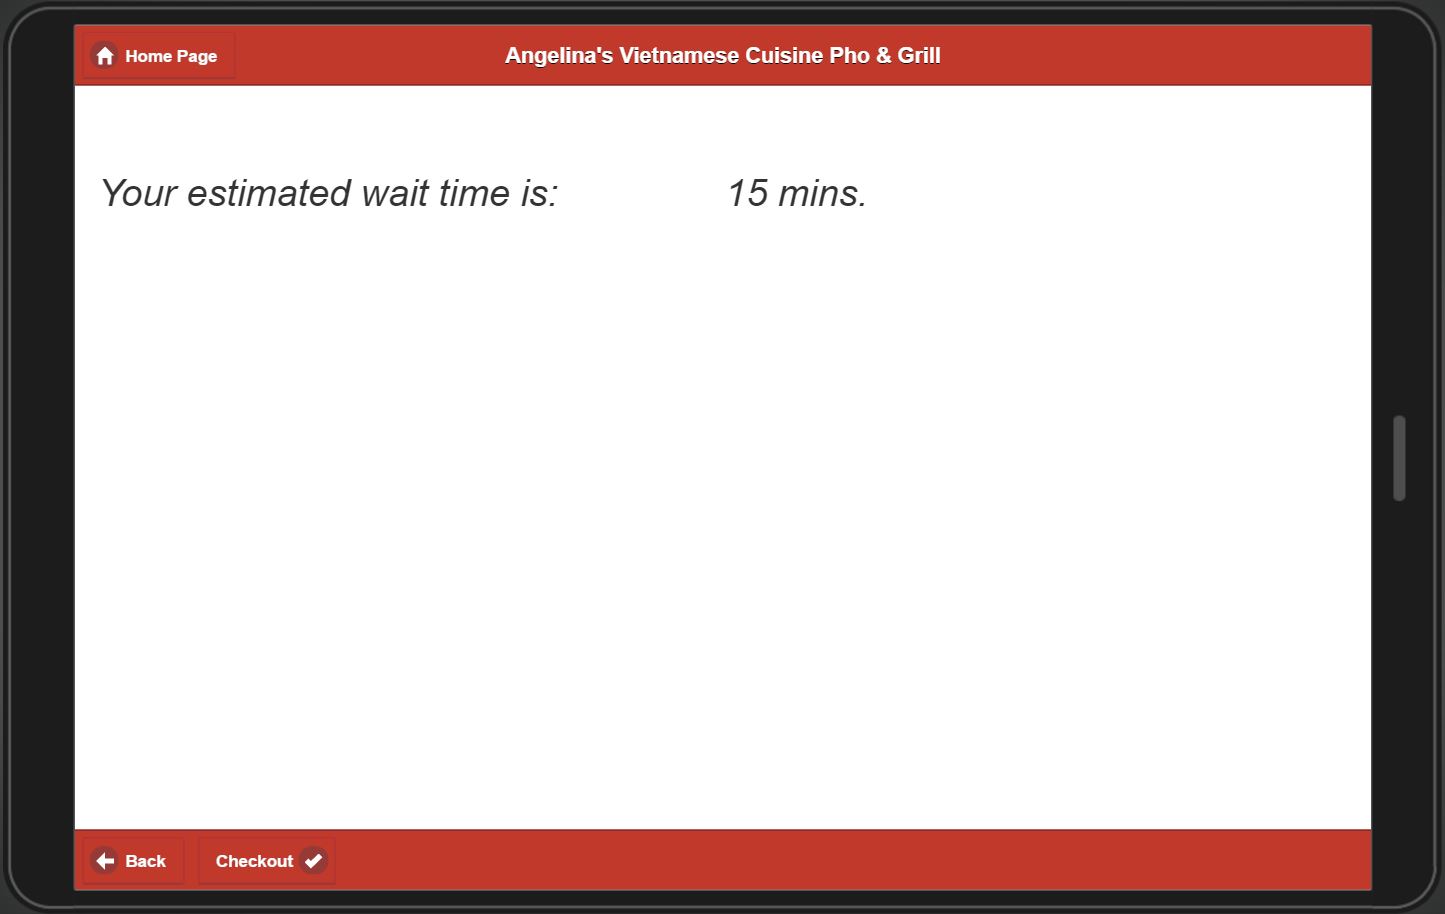 Home Page
Angelina's Vietnamese Cuisine Pho & Grill
Your estimated wait time is: 15 mins.
Back
Checkout